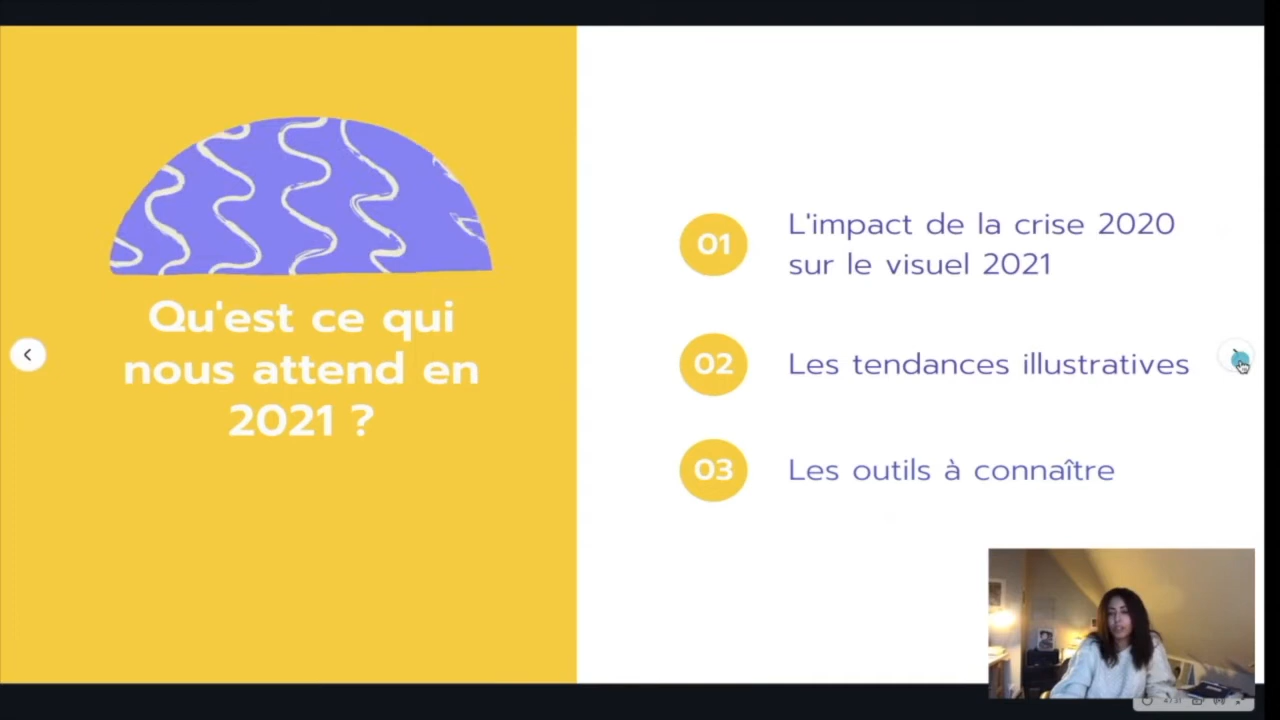 Qu'est ce qui
nous attend en
2021 ?
01
L'impact de la crise 2020
sur le visuel 2021
02
Les tendances illustratives
03
Les outils à connaître